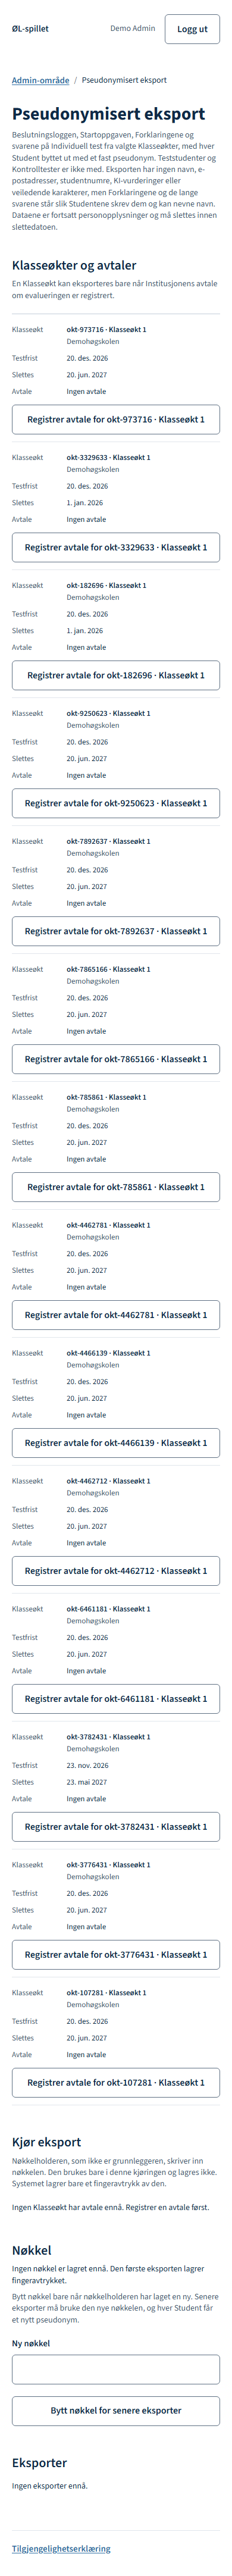 ØL-spillet
Demo Admin
Logg ut
Admin-område / Pseudonymisert eksport
Pseudonymisert eksport
Beslutningsloggen, Startoppgaven, Forklaringene og
svarene på Individuell test fra valgte Klasseøkter, med hver
Student byttet ut med et fast pseudonym. Teststudenter og
Kontrolltester er ikke med. Eksporten har ingen navn, e-
postadresser, studentnumre, KI-vurderinger eller
veiledende karakterer, men Forklaringene og de lange
svarene står slik Studentene skrev dem og kan nevne navn.
Dataene er fortsatt personopplysninger og må slettes innen
slettedatoen.
Klasseøkter og avtaler
En Klasseøkt kan eksporteres bare når Institusjonens avtale
om evalueringen er registrert.
Klasseøkt okt-973716 · Klasseøkt 1
Demohøgskolen
Testfrist 20. des. 2026
Slettes 20. jun. 2027
Avtale Ingen avtale
Registrer avtale for okt-973716 · Klasseøkt 1
Klasseøkt okt-3329633 · Klasseøkt 1
Demohøgskolen
Testfrist 20. des. 2026
Slettes 1. jan. 2026
Avtale Ingen avtale
Registrer avtale for okt-3329633 · Klasseøkt 1
Klasseøkt okt-182696 · Klasseøkt 1
Demohøgskolen
Testfrist 20. des. 2026
Slettes 1. jan. 2026
Avtale Ingen avtale
Registrer avtale for okt-182696 · Klasseøkt 1
Klasseøkt okt-9250623 · Klasseøkt 1
Demohøgskolen
Testfrist 20. des. 2026
Slettes 20. jun. 2027
Avtale Ingen avtale
Registrer avtale for okt-9250623 · Klasseøkt 1
Klasseøkt okt-7892637 · Klasseøkt 1
Demohøgskolen
Testfrist 20. des. 2026
Slettes 20. jun. 2027
Avtale Ingen avtale
Registrer avtale for okt-7892637 · Klasseøkt 1
Klasseøkt okt-7865166 · Klasseøkt 1
Demohøgskolen
Testfrist 20. des. 2026
Slettes 20. jun. 2027
Avtale Ingen avtale
Registrer avtale for okt-7865166 · Klasseøkt 1
Klasseøkt okt-785861 · Klasseøkt 1
Demohøgskolen
Testfrist 20. des. 2026
Slettes 20. jun. 2027
Avtale Ingen avtale
Registrer avtale for okt-785861 · Klasseøkt 1
Klasseøkt okt-4462781 · Klasseøkt 1
Demohøgskolen
Testfrist 20. des. 2026
Slettes 20. jun. 2027
Avtale Ingen avtale
Registrer avtale for okt-4462781 · Klasseøkt 1
Klasseøkt okt-4466139 · Klasseøkt 1
Demohøgskolen
Testfrist 20. des. 2026
Slettes 20. jun. 2027
Avtale Ingen avtale
Registrer avtale for okt-4466139 · Klasseøkt 1
Klasseøkt okt-4462712 · Klasseøkt 1
Demohøgskolen
Testfrist 20. des. 2026
Slettes 20. jun. 2027
Avtale Ingen avtale
Registrer avtale for okt-4462712 · Klasseøkt 1
Klasseøkt okt-6461181 · Klasseøkt 1
Demohøgskolen
Testfrist 20. des. 2026
Slettes 20. jun. 2027
Avtale Ingen avtale
Registrer avtale for okt-6461181 · Klasseøkt 1
Klasseøkt okt-3782431 · Klasseøkt 1
Demohøgskolen
Testfrist 23. nov. 2026
Slettes 23. mai 2027
Avtale Ingen avtale
Registrer avtale for okt-3782431 · Klasseøkt 1
Klasseøkt okt-3776431 · Klasseøkt 1
Demohøgskolen
Testfrist 20. des. 2026
Slettes 20. jun. 2027
Avtale Ingen avtale
Registrer avtale for okt-3776431 · Klasseøkt 1
Klasseøkt okt-107281 · Klasseøkt 1
Demohøgskolen
Testfrist 20. des. 2026
Slettes 20. jun. 2027
Avtale Ingen avtale
Registrer avtale for okt-107281 · Klasseøkt 1
Kjør eksport
Nøkkelholderen, som ikke er grunnleggeren, skriver inn
nøkkelen. Den brukes bare i denne kjøringen og lagres ikke.
Systemet lagrer bare et fingeravtrykk av den.
Ingen Klasseøkt har avtale ennå. Registrer en avtale først.
Nøkkel
Ingen nøkkel er lagret ennå. Den første eksporten lagrer
fingeravtrykket.
Bytt nøkkel bare når nøkkelholderen har laget en ny. Senere
eksporter må bruke den nye nøkkelen, og hver Student får
et nytt pseudonym.
Ny nøkkel
Bytt nøkkel for senere eksporter
Eksporter
Ingen eksporter ennå.
Tilgjengelighetserklæring